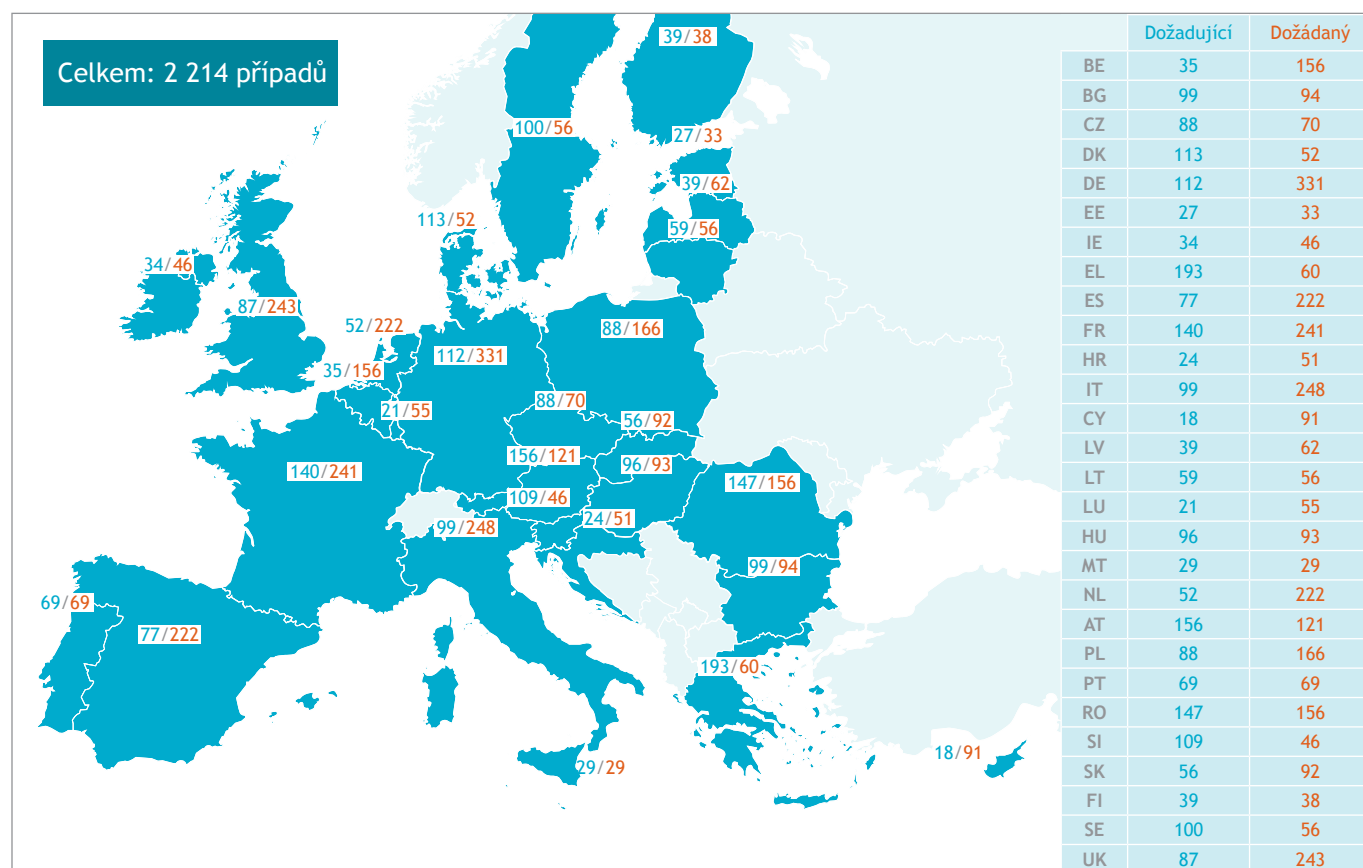 Celkem: 2 214 případů
39/38
100/56
27/33
39/62
59/56
113/52
34/46
87/243
52/222
35/156
112/331
88/166
21/55
88/70
56/92
140/241
156/121
96/93
147/156
109/46
24/51
99/248
99/94
69/69
77/222
193/60
18/91
29/29
Dožadující Dožádaný
BE 35 156
BG 99 94
CZ 88 70
DK 113 52
DE 112 331
EE 27 33
IE 34 46
EL 193 60
ES 77 222
FR 140 241
HR 24 51
IT 99 248
CY 18 91
LV 39 62
LT 59 56
LU 21 55
HU 96 93
MT 29 29
NL 52 222
AT 156 121
PL 88 166
PT 69 69
RO 147 156
SI 109 46
SK 56 92
FI 39 38
SE 100 56
UK 87 243